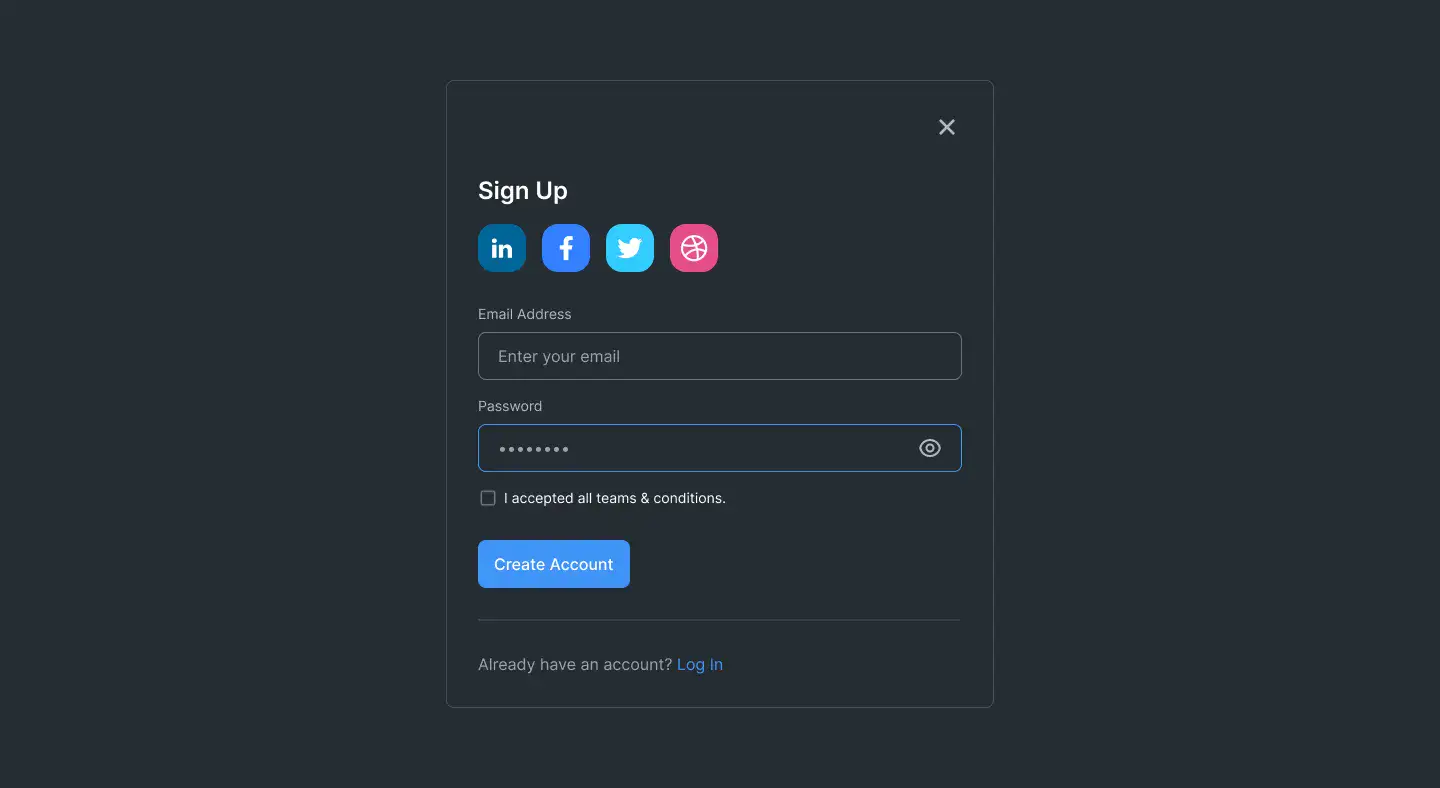 Sign Up
in
f
Email Address
Enter your email
Password
••••••••
I accepted all teams & conditions.
Create Account
Already have an account? Log In